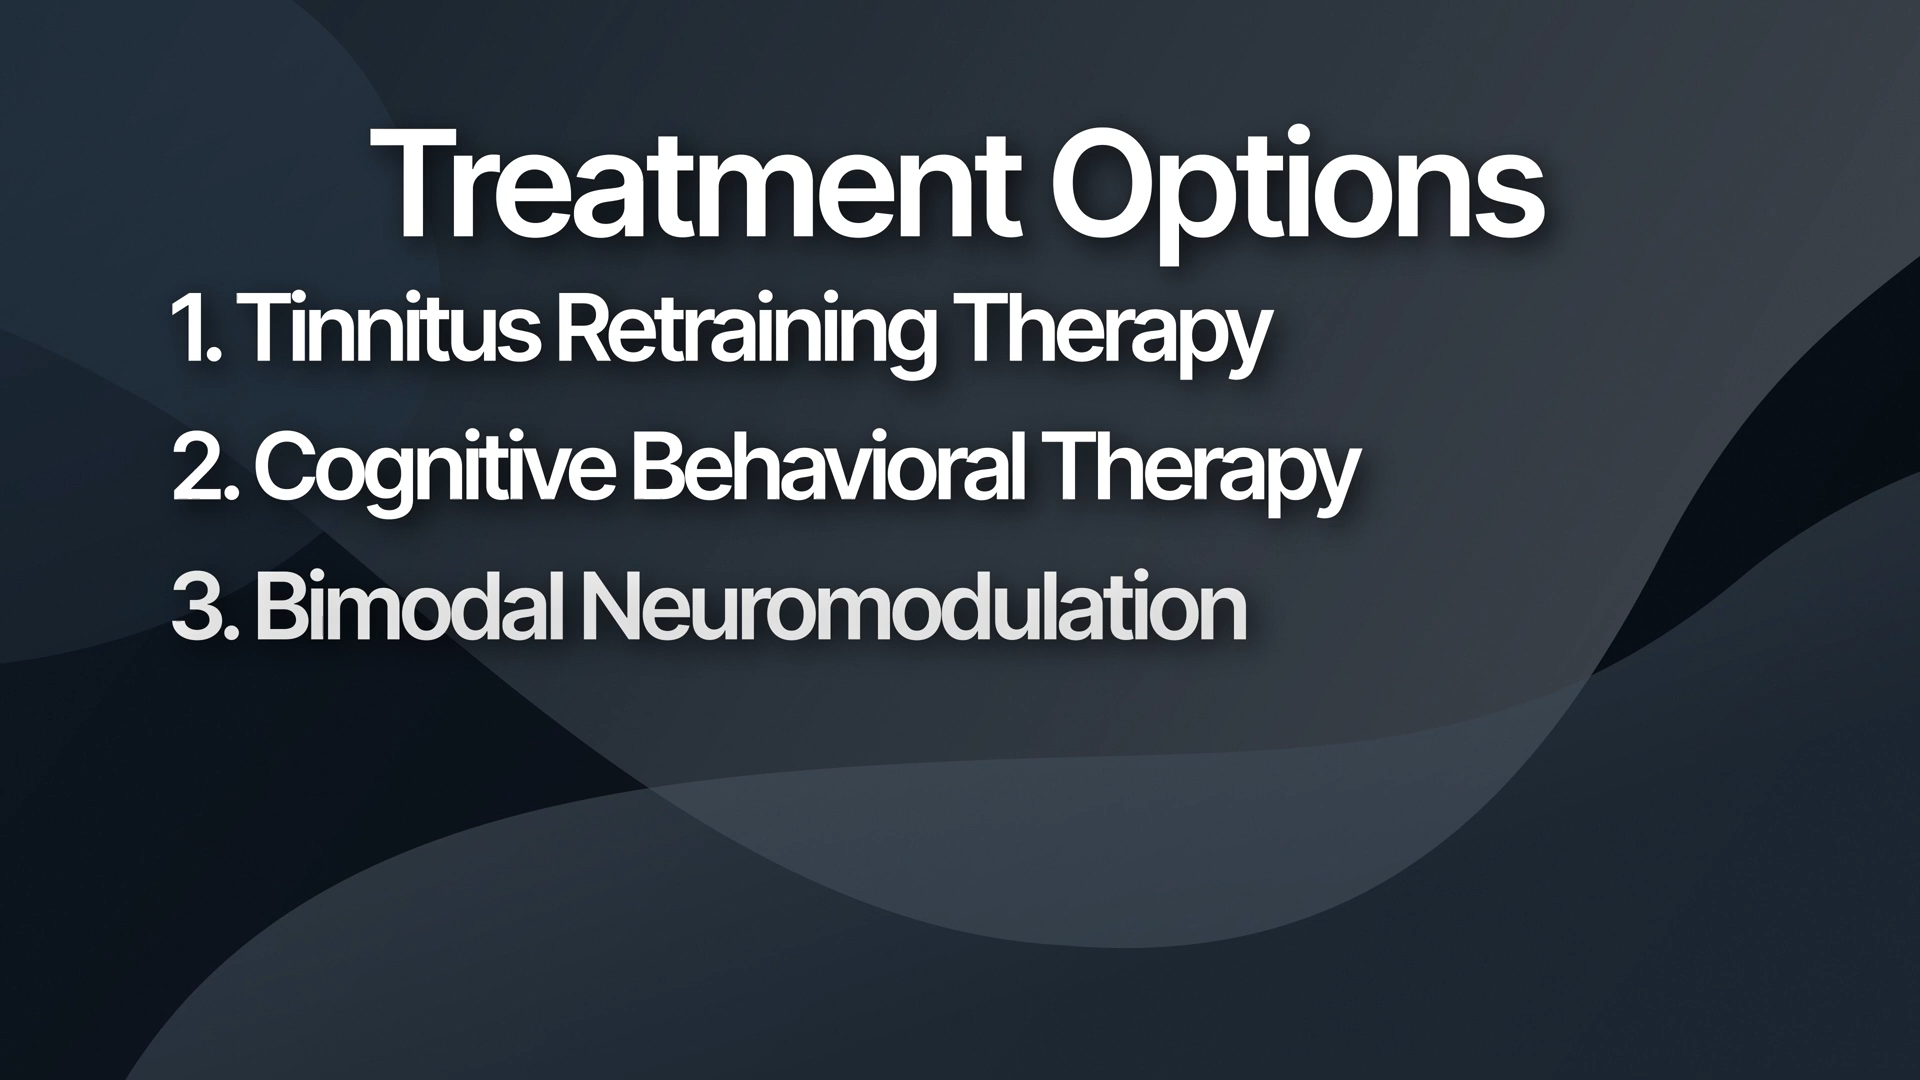 Treatment Options
1. Tinnitus Retraining Therapy
2. Cognitive Behavioral Therapy
3. Bimodal Neuromodulation